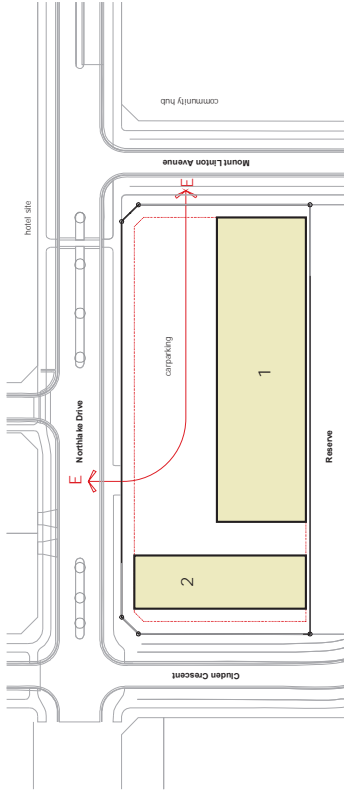 community hub
Mount Linton Avenue
E
hotel site
carparking
1
Northlake Drive
E
Reserve
2
Cluden Crescent